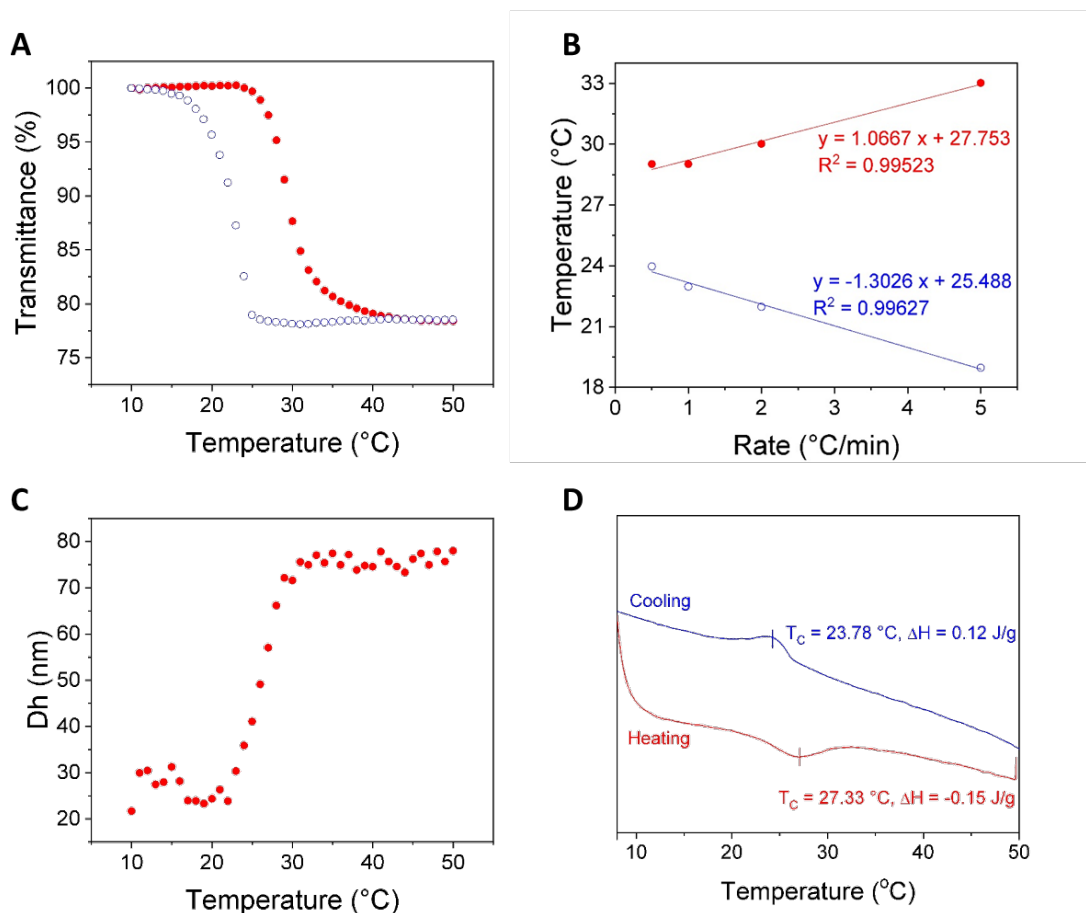 A
100
95
90
85
80
75
Transmittance (%)
10 20 30 40 50
Temperature (°C)
B
33
30
27
24
21
18
Temperature (°C)
y = 1.0667 x + 27.753
R² = 0.99523
y = -1.3026 x + 25.488
R² = 0.99627
0 1 2 3 4 5
Rate (°C/min)
C
80
70
60
50
40
30
20
Dh (nm)
10 20 30 40 50
Temperature (°C)
D
Cooling
T_C = 23.78 °C, ΔH = 0.12 J/g
Heating
T_C = 27.33 °C, ΔH = -0.15 J/g
10 20 30 40 50
Temperature (°C)